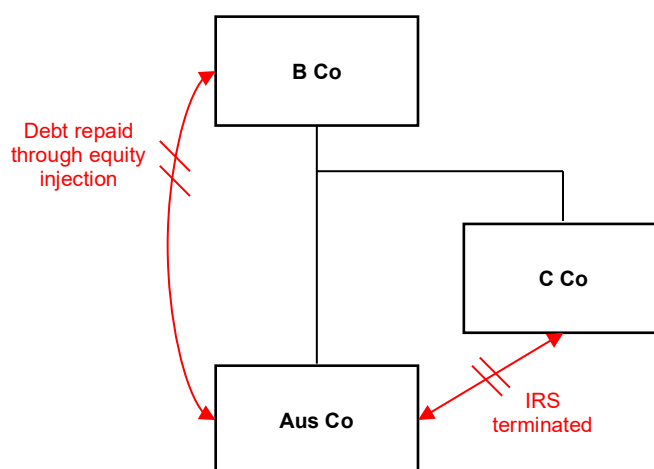 B Co
Debt repaid
through equity
injection
C Co
Aus Co
IRS
terminated